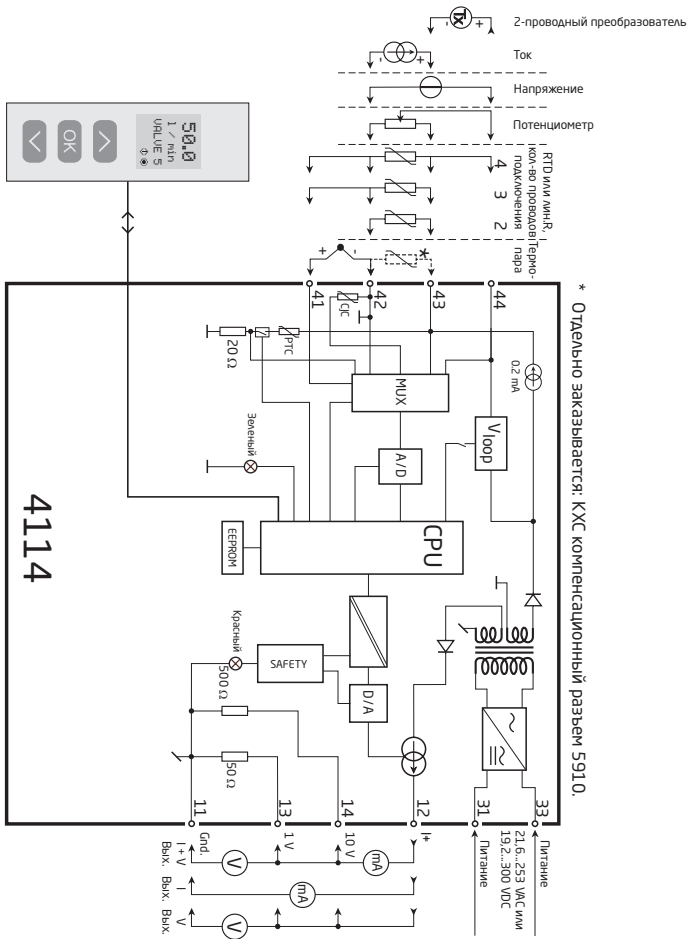 2-проводный преобразователь
Tx
+
-
Ток
+
-
Напряжение
Потенциометр
RTD или лин.R,
кол-во проводов
подключения
4
3
2
Термо-
пара
+
-
*
* Отдельно заказывается: КХС компенсационный разъем 5910.
50.0
l / min
VALVE 5
OK
41
42
43
44
CJC
PTC
20 Ω
0.2 mA
MUX
Vloop
A/D
Зеленый
CPU
EEPROM
4114
Красный
SAFETY
D/A
500 Ω
50 Ω
11
13
14
12
31
33
Gnd.
1 V
10 V
I+
Питание
21,6...253 VAC или
19,2...300 VDC
Питание
V
mA
I + V
Вых.
mA
I
Вых.
V
V
Вых.